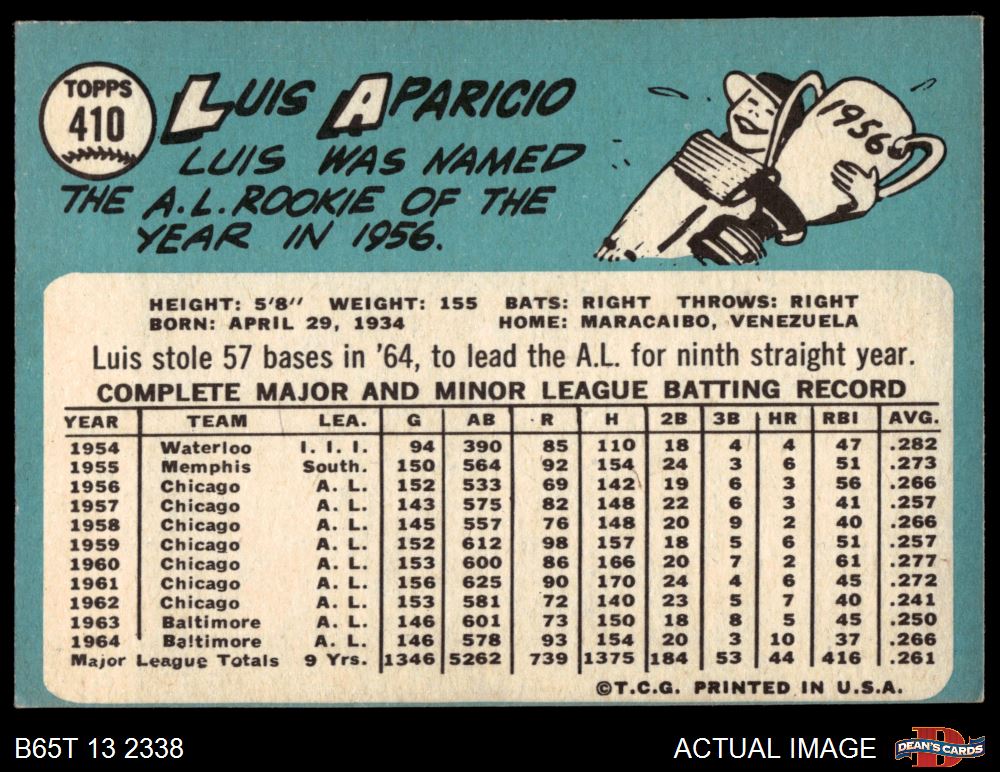 TOPPS
410
LUIS APARICIO
LUIS WAS NAMED
THE A.L. ROOKIE OF THE
YEAR IN 1956.
1956
HEIGHT: 5'8'' WEIGHT: 155 BATS: RIGHT THROWS: RIGHT
BORN: APRIL 29, 1934 HOME: MARACAIBO, VENEZUELA
Luis stole 57 bases in '64, to lead the A.L. for ninth straight year.
COMPLETE MAJOR AND MINOR LEAGUE BATTING RECORD
YEAR TEAM LEA. G AB R H 2B 3B HR RBI AVG.
1954 Waterloo I. I. I. 94 390 85 110 18 4 4 47 .282
1955 Memphis South. 150 564 92 154 24 3 6 51 .273
1956 Chicago A. L. 152 533 69 142 19 6 3 56 .266
1957 Chicago A. L. 143 575 82 148 22 6 3 41 .257
1958 Chicago A. L. 145 557 76 148 20 9 2 40 .266
1959 Chicago A. L. 152 612 98 157 18 5 6 51 .257
1960 Chicago A. L. 153 600 86 166 20 7 2 61 .277
1961 Chicago A. L. 156 625 90 170 24 4 6 45 .272
1962 Chicago A. L. 153 581 72 140 23 5 7 40 .241
1963 Baltimore A. L. 146 601 73 150 18 8 5 45 .250
1964 Baltimore A. L. 146 578 93 154 20 3 10 37 .266
Major League Totals 9 Yrs. 1346 5262 739 1375 184 53 44 416 .261
©T.C.G. PRINTED IN U.S.A.
B65T 13 2338 ACTUAL IMAGE DEAN'S CARDS